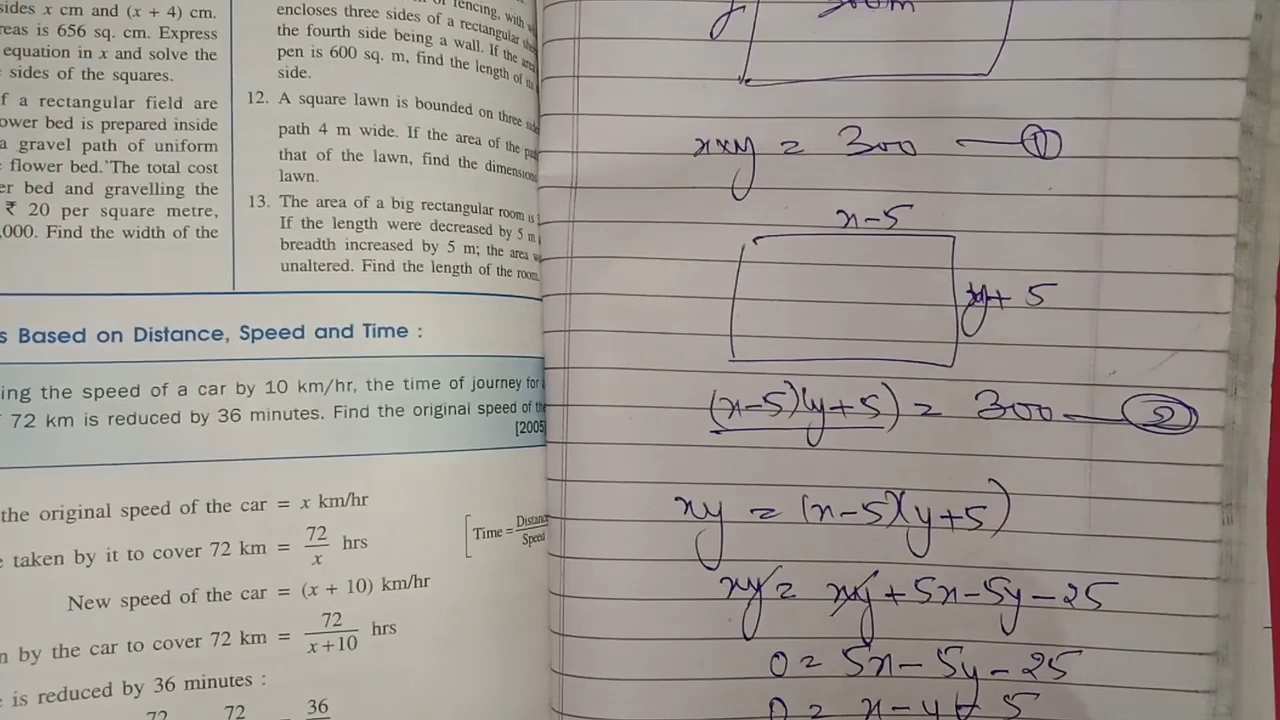 sides x cm and (x + 4) cm.
areas is 656 sq. cm. Express
equation in x and solve the
sides of the squares.
f a rectangular field are
ower bed is prepared inside
a gravel path of uniform
flower bed. The total cost
er bed and gravelling the
₹ 20 per square metre,
,000. Find the width of the
of fencing, with
encloses three sides of a rectangular
the fourth side being a wall. If the area
pen is 600 sq. m, find the length of
side.
12. A square lawn is bounded on three
path 4 m wide. If the area of the
that of the lawn, find the dimensions
lawn.
13. The area of a big rectangular room is
If the length were decreased by 5 m
breadth increased by 5 m; the area
unaltered. Find the length of the room.
s Based on Distance, Speed and Time :
ing the speed of a car by 10 km/hr, the time of journey for
72 km is reduced by 36 minutes. Find the original speed of the
[2005
the original speed of the car = x km/hr
taken by it to cover 72 km = 72/x hrs
[Time = Distance/Speed
New speed of the car = (x + 10) km/hr
n by the car to cover 72 km = 72/x+10 hrs
is reduced by 36 minutes :
72 72 36
y
300m
x×y = 300 — ①
x-5
y+ 5
(x-5)(y+5) = 300 — ②
xy = (x-5)(y+5)
xy = xy + 5x - 5y - 25
0 = 5x - 5y - 25
0 = x - y
5